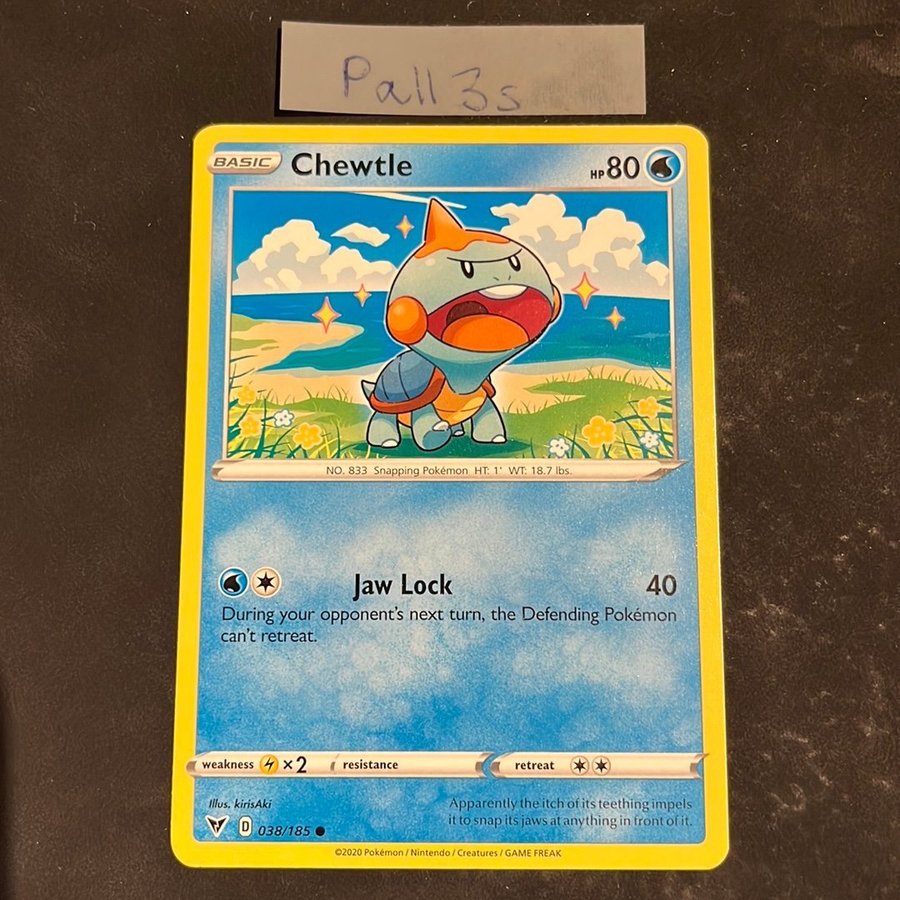 Pall3s
BASIC Chewtle HP 80
NO. 833 Snapping Pokémon HT: 1' WT: 18.7 lbs.
Jaw Lock 40
During your opponent's next turn, the Defending Pokémon
can't retreat.
weakness ×2 resistance retreat
Illus. kirisAki
Apparently the itch of its teething impels
it to snap its jaws at anything in front of it.
D 038/185
©2020 Pokémon / Nintendo / Creatures / GAME FREAK